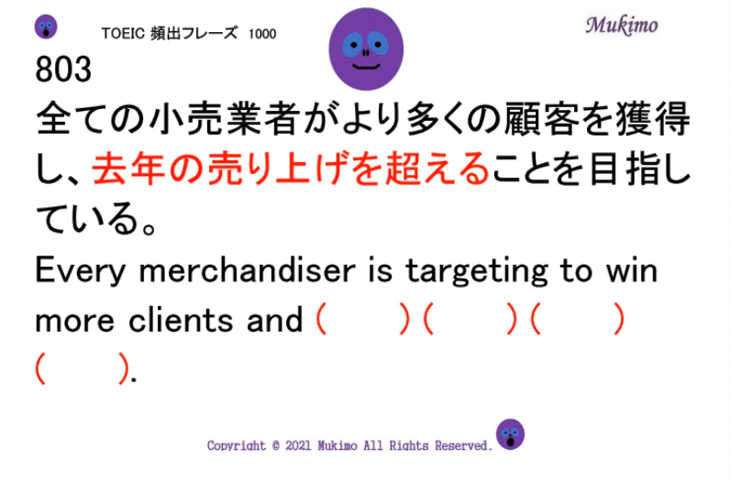 TOEIC 頻出フレーズ 1000
Mukimo
803
全ての小売業者がより多くの顧客を獲得
し、去年の売り上げを超えることを目指し
ている。
Every merchandiser is targeting to win
more clients and ( ) ( ) ( )
( ).
Copyright © 2021 Mukimo All Rights Reserved.